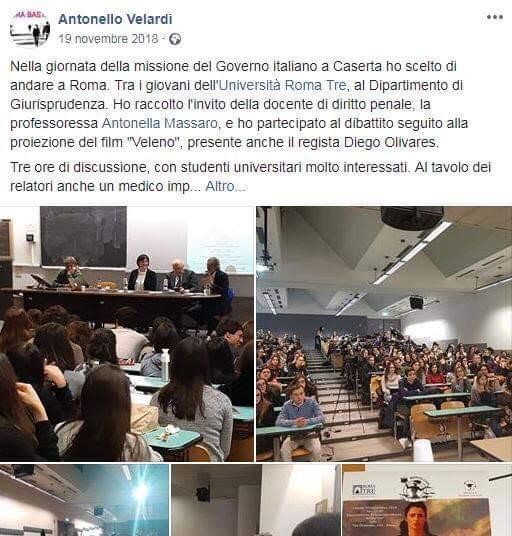 MA BAS
Antonello Velardi
19 novembre 2018 ·
Nella giornata della missione del Governo italiano a Caserta ho scelto di
andare a Roma. Tra i giovani dell'Università Roma Tre, al Dipartimento di
Giurisprudenza. Ho raccolto l'invito della docente di diritto penale, la
professoressa Antonella Massaro, e ho partecipato al dibattito seguito alla
proiezione del film "Veleno", presente anche il regista Diego Olivares.
Tre ore di discussione, con studenti universitari molto interessati. Al tavolo dei
relatori anche un medico imp... Altro...
ROMA
TRE